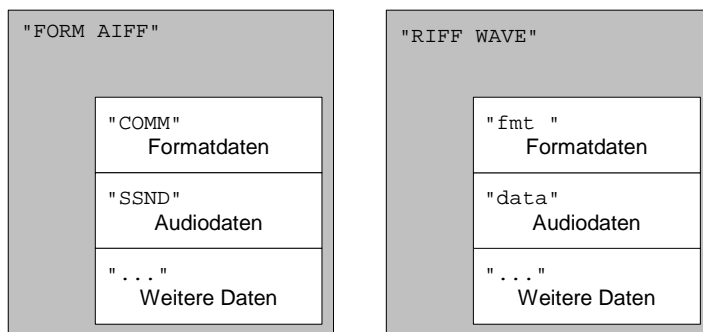 "FORM AIFF"
"COMM"
Formatdaten
"SSND"
Audiodaten
"..."
Weitere Daten
"RIFF WAVE"
"fmt "
Formatdaten
"data"
Audiodaten
"..."
Weitere Daten